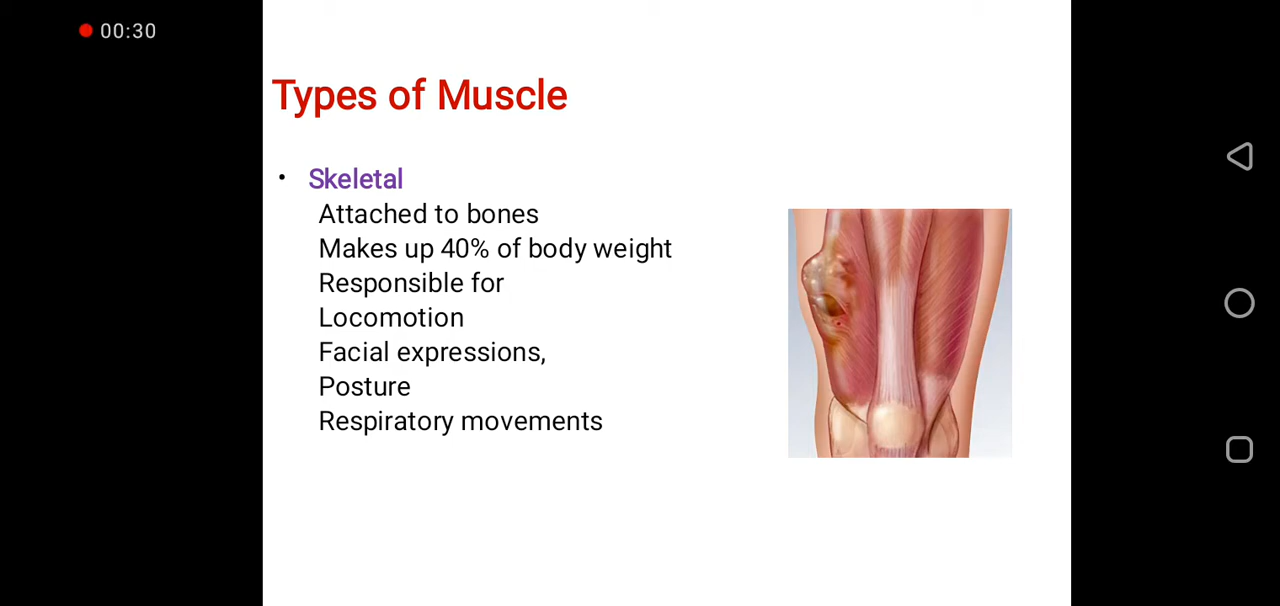 00:30
Types of Muscle
• Skeletal
Attached to bones
Makes up 40% of body weight
Responsible for
Locomotion
Facial expressions,
Posture
Respiratory movements